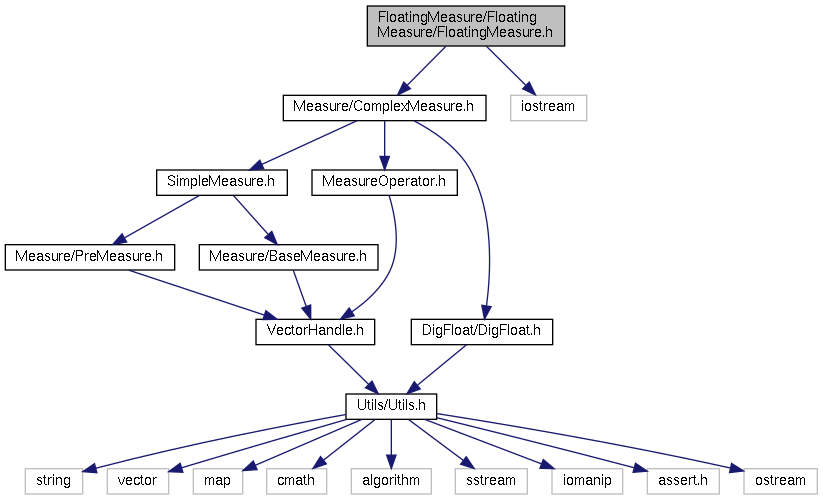 FloatingMeasure/Floating
Measure/FloatingMeasure.h
Measure/ComplexMeasure.h
iostream
SimpleMeasure.h
MeasureOperator.h
Measure/PreMeasure.h
Measure/BaseMeasure.h
VectorHandle.h
DigFloat/DigFloat.h
Utils/Utils.h
string
vector
map
cmath
algorithm
sstream
iomanip
assert.h
ostream